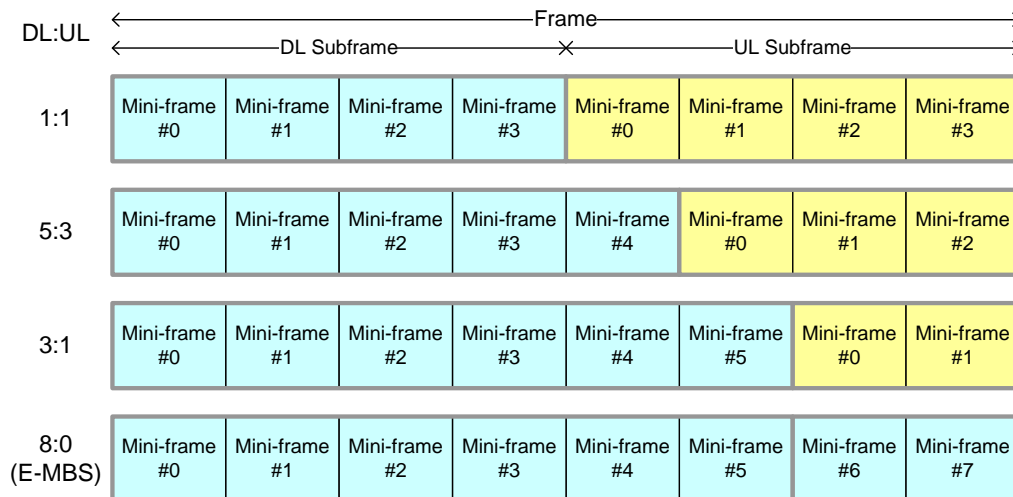 DL:UL
Frame
DL Subframe
UL Subframe
1:1
Mini-frame #0
Mini-frame #1
Mini-frame #2
Mini-frame #3
Mini-frame #0
Mini-frame #1
Mini-frame #2
Mini-frame #3
5:3
Mini-frame #0
Mini-frame #1
Mini-frame #2
Mini-frame #3
Mini-frame #4
Mini-frame #0
Mini-frame #1
Mini-frame #2
3:1
Mini-frame #0
Mini-frame #1
Mini-frame #2
Mini-frame #3
Mini-frame #4
Mini-frame #5
Mini-frame #0
Mini-frame #1
8:0
(E-MBS)
Mini-frame #0
Mini-frame #1
Mini-frame #2
Mini-frame #3
Mini-frame #4
Mini-frame #5
Mini-frame #6
Mini-frame #7